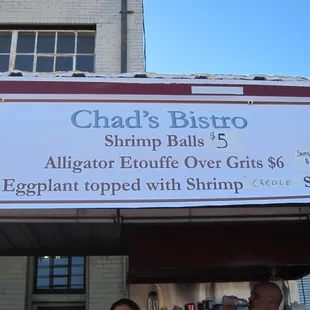 Chad's Bistro
Shrimp Balls $5
Alligator Etouffe Over Grits $6
Eggplant topped with Shrimp CREOLE